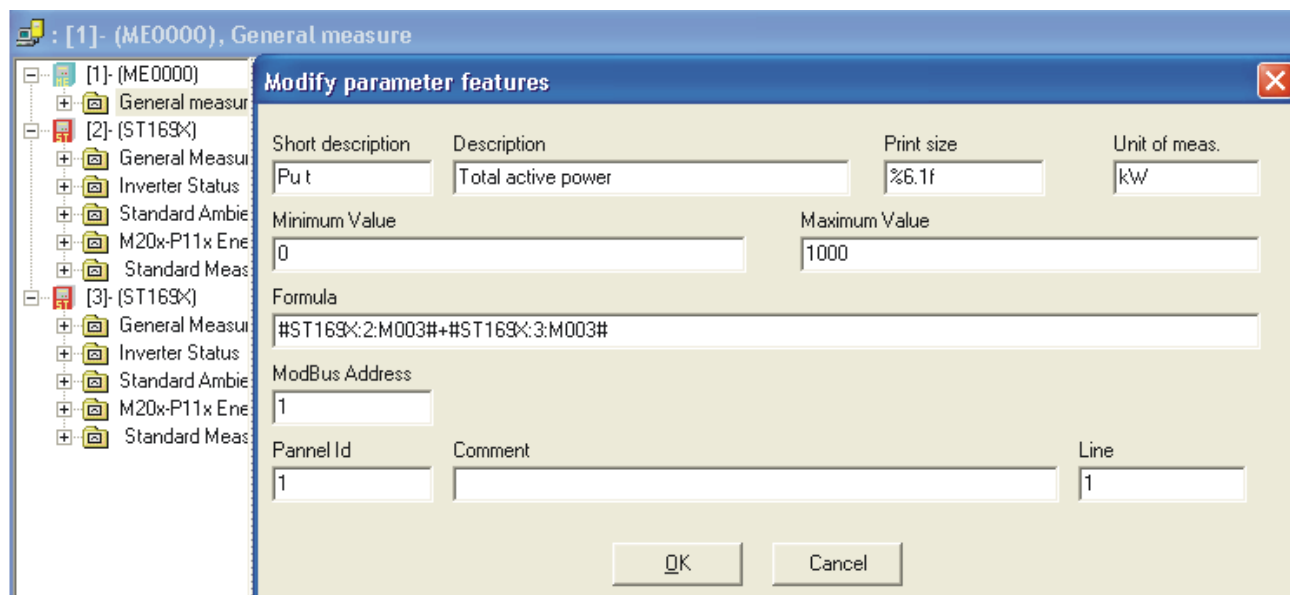 : [1]- (ME0000), General measure
[1]- (ME0000)
General measur
[2]- (ST169X)
General Measui
Inverter Status
Standard Ambie
M20x-P11x Ene
Standard Meas
[3]- (ST169X)
General Measui
Inverter Status
Standard Ambie
M20x-P11x Ene
Standard Meas
Modify parameter features
Short description Description Print size Unit of meas.
Pu t Total active power %6.1f kW
Minimum Value Maximum Value
0 1000
Formula
#ST169X:2:M003#+#ST169X:3:M003#
ModBus Address
1
Pannel Id Comment Line
1 1
OK Cancel